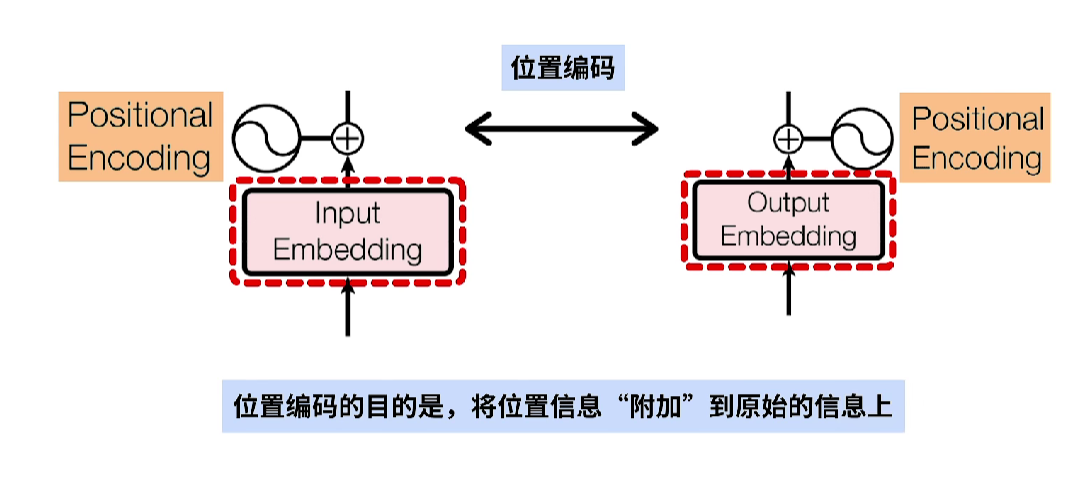 位置编码
Positional
Encoding
Input
Embedding
Output
Embedding
Positional
Encoding
位置编码的目的是，将位置信息“附加”到原始的信息上